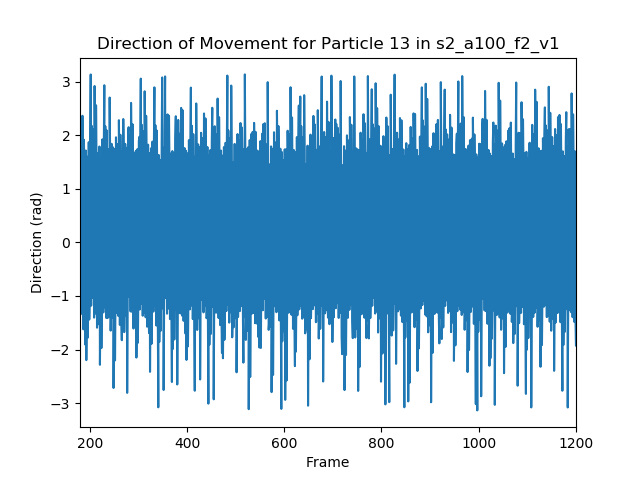 Direction of Movement for Particle 13 in s2_a100_f2_v1
3
2
1
0
−1
−2
−3
Direction (rad)
200 400 600 800 1000 1200
Frame